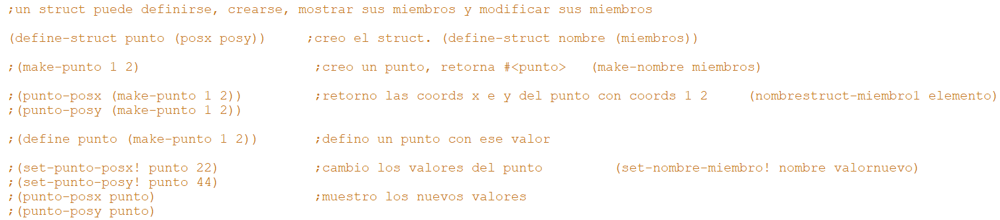 ;un struct puede definirse, crearse, mostrar sus miembros y modificar sus miembros
(define-struct punto (posx posy)) ;creo el struct. (define-struct nombre (miembros))
;(make-punto 1 2) ;creo un punto, retorna #<punto> (make-nombre miembros)
;(punto-posx (make-punto 1 2)) ;retorno las coords x e y del punto con coords 1 2 (nombrestruct-miembro1 elemento)
;(punto-posy (make-punto 1 2))
;(define punto (make-punto 1 2)) ;defino un punto con ese valor
;(set-punto-posx! punto 22) ;cambio los valores del punto (set-nombre-miembro! nombre valornuevo)
;(set-punto-posy! punto 44)
;(punto-posx punto) ;muestro los nuevos valores
;(punto-posy punto)